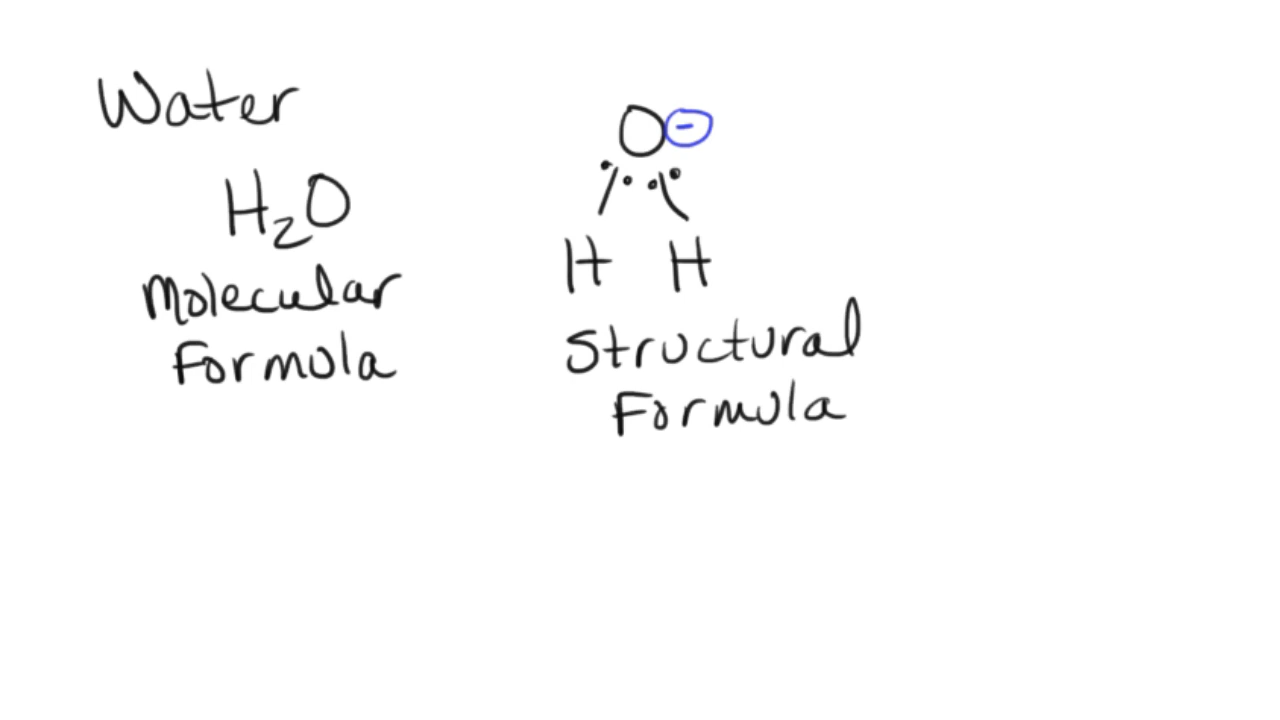 Water
H₂O
Molecular
Formula
O -
H H
Structural
Formula